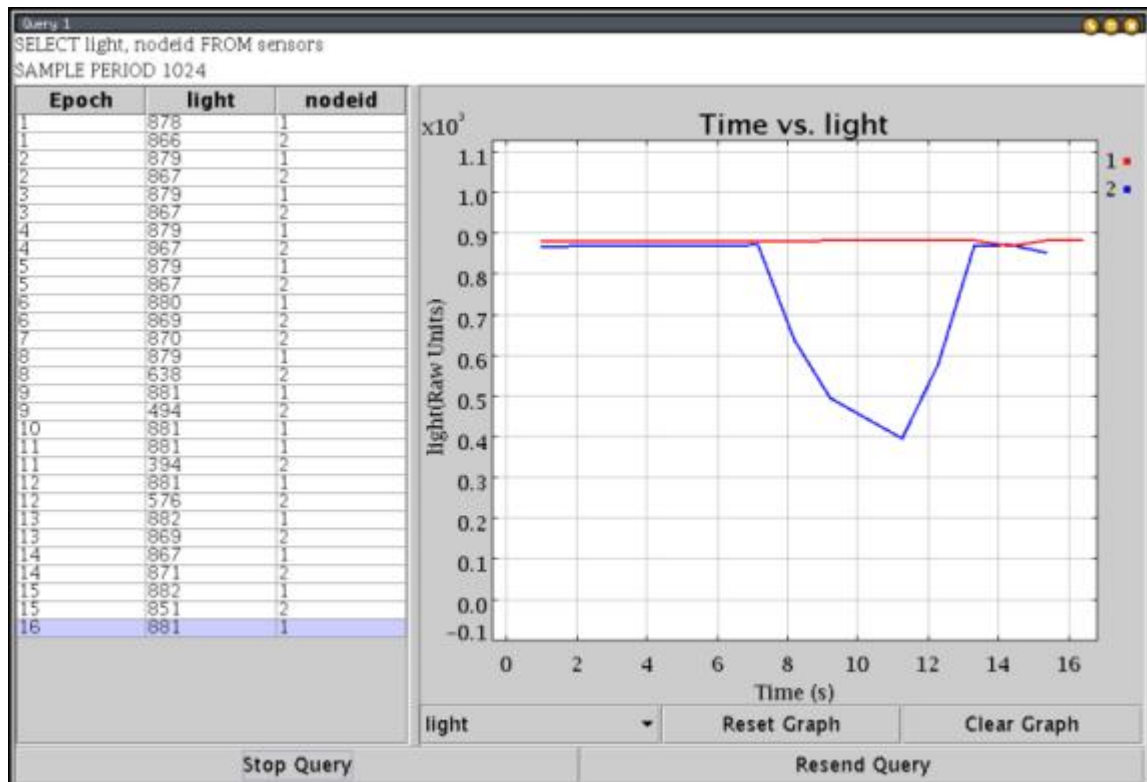 Query 1
SELECT light, nodeid FROM sensors
SAMPLE PERIOD 1024
Epoch light nodeid
1 878 1
1 866 2
2 879 1
2 867 2
3 879 1
3 867 2
4 879 1
4 867 2
5 879 1
5 867 2
6 880 1
6 869 2
7 870 2
8 879 1
8 638 2
9 881 1
9 494 2
10 881 1
11 881 1
11 394 2
12 881 1
12 576 2
13 882 1
13 869 2
14 867 1
14 871 2
15 882 1
15 851 2
16 881 1
x10³
Time vs. light
1
2
light(Raw Units)
1.1
1.0
0.9
0.8
0.7
0.6
0.5
0.4
0.3
0.2
0.1
0.0
−0.1
0 2 4 6 8 10 12 14 16
Time (s)
light Reset Graph Clear Graph
Stop Query Resend Query